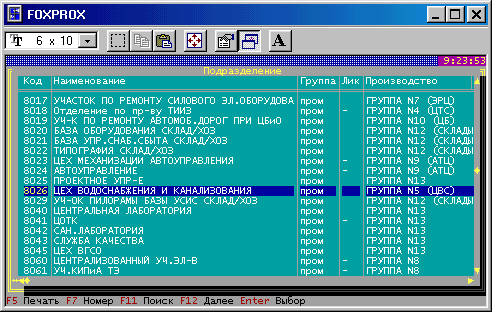 FOXPROX
6 x 10
A
9:23:53
Подразделение
Код Наименование Группа Лик Производство
8017 УЧАСТОК ПО РЕМОНТУ СИЛОВОГО ЭЛ.ОБОРУДОВА пром ГРУППА N7 (ЭРЦ)
8018 Отделение по пр-ву ТИИЗ пром – ГРУППА N4 (ЦТС)
8019 УЧ-К ПО РЕМОНТУ АВТОМОБ.ДОРОГ ПРИ ЦБиО пром ГРУППА N10 (ЦБ)
8020 БАЗА ОБОРУДОВАНИЯ СКЛАД/ХОЗ пром ГРУППА N12 (СКЛАДЫ
8021 БАЗА УПР.СНАБ.СБЫТА СКЛАД/ХОЗ пром ГРУППА N12 (СКЛАДЫ
8022 ТИПОГРАФИЯ СКЛАД/ХОЗ пром ГРУППА N12 (СКЛАДЫ
8023 ЦЕХ МЕХАНИЗАЦИИ АВТОУПРАВЛЕНИЯ пром – ГРУППА N9 (АТЦ)
8024 АВТОУПРАВЛЕНИЕ пром – ГРУППА N9 (АТЦ)
8025 ПРОЕКТНОЕ УПР-Е пром ГРУППА N13
8026 ЦЕХ ВОДОСНАБЖЕНИЯ И КАНАЛИЗОВАНИЯ пром ГРУППА N5 (ЦВС)
8029 УЧ-ОК ПИЛОРАМЫ БАЗЫ УСИС СКЛАД/ХОЗ пром ГРУППА N12 (СКЛАДЫ
8040 ЦЕНТРАЛЬНАЯ ЛАБОРАТОРИЯ пром ГРУППА N13
8041 ЦОТК пром – ГРУППА N13
8042 САН.ЛАБОРАТОРИЯ пром ГРУППА N13
8043 СЛУЖБА КАЧЕСТВА пром ГРУППА N13
8045 ЦЕХ ВГСО пром ГРУППА N13
8060 ЦЕНТРАЛИЗОВАННЫЙ УЧ.ЭЛ-В пром – ГРУППА N8
8061 УЧ.КИПиА ТЭ пром – ГРУППА N8
F5 Печать F7 Номер F11 Поиск F12 Далее Enter Выбор